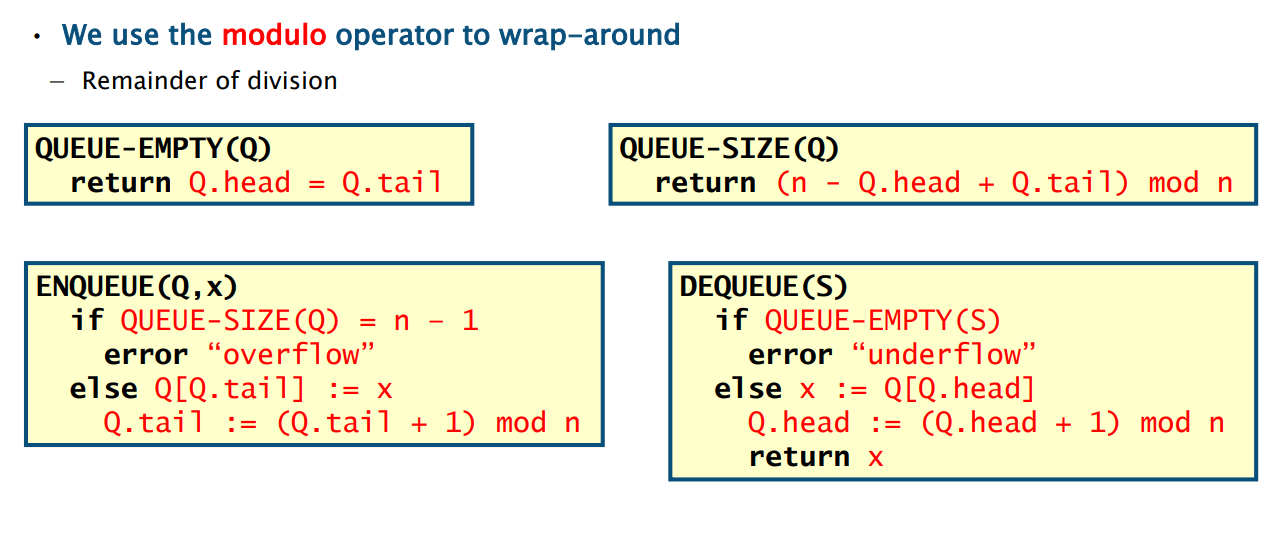 • We use the modulo operator to wrap-around
– Remainder of division
QUEUE-EMPTY(Q)
return Q.head = Q.tail
QUEUE-SIZE(Q)
return (n - Q.head + Q.tail) mod n
ENQUEUE(Q,x)
if QUEUE-SIZE(Q) = n – 1
error “overflow”
else Q[Q.tail] := x
Q.tail := (Q.tail + 1) mod n
DEQUEUE(S)
if QUEUE-EMPTY(S)
error “underflow”
else x := Q[Q.head]
Q.head := (Q.head + 1) mod n
return x